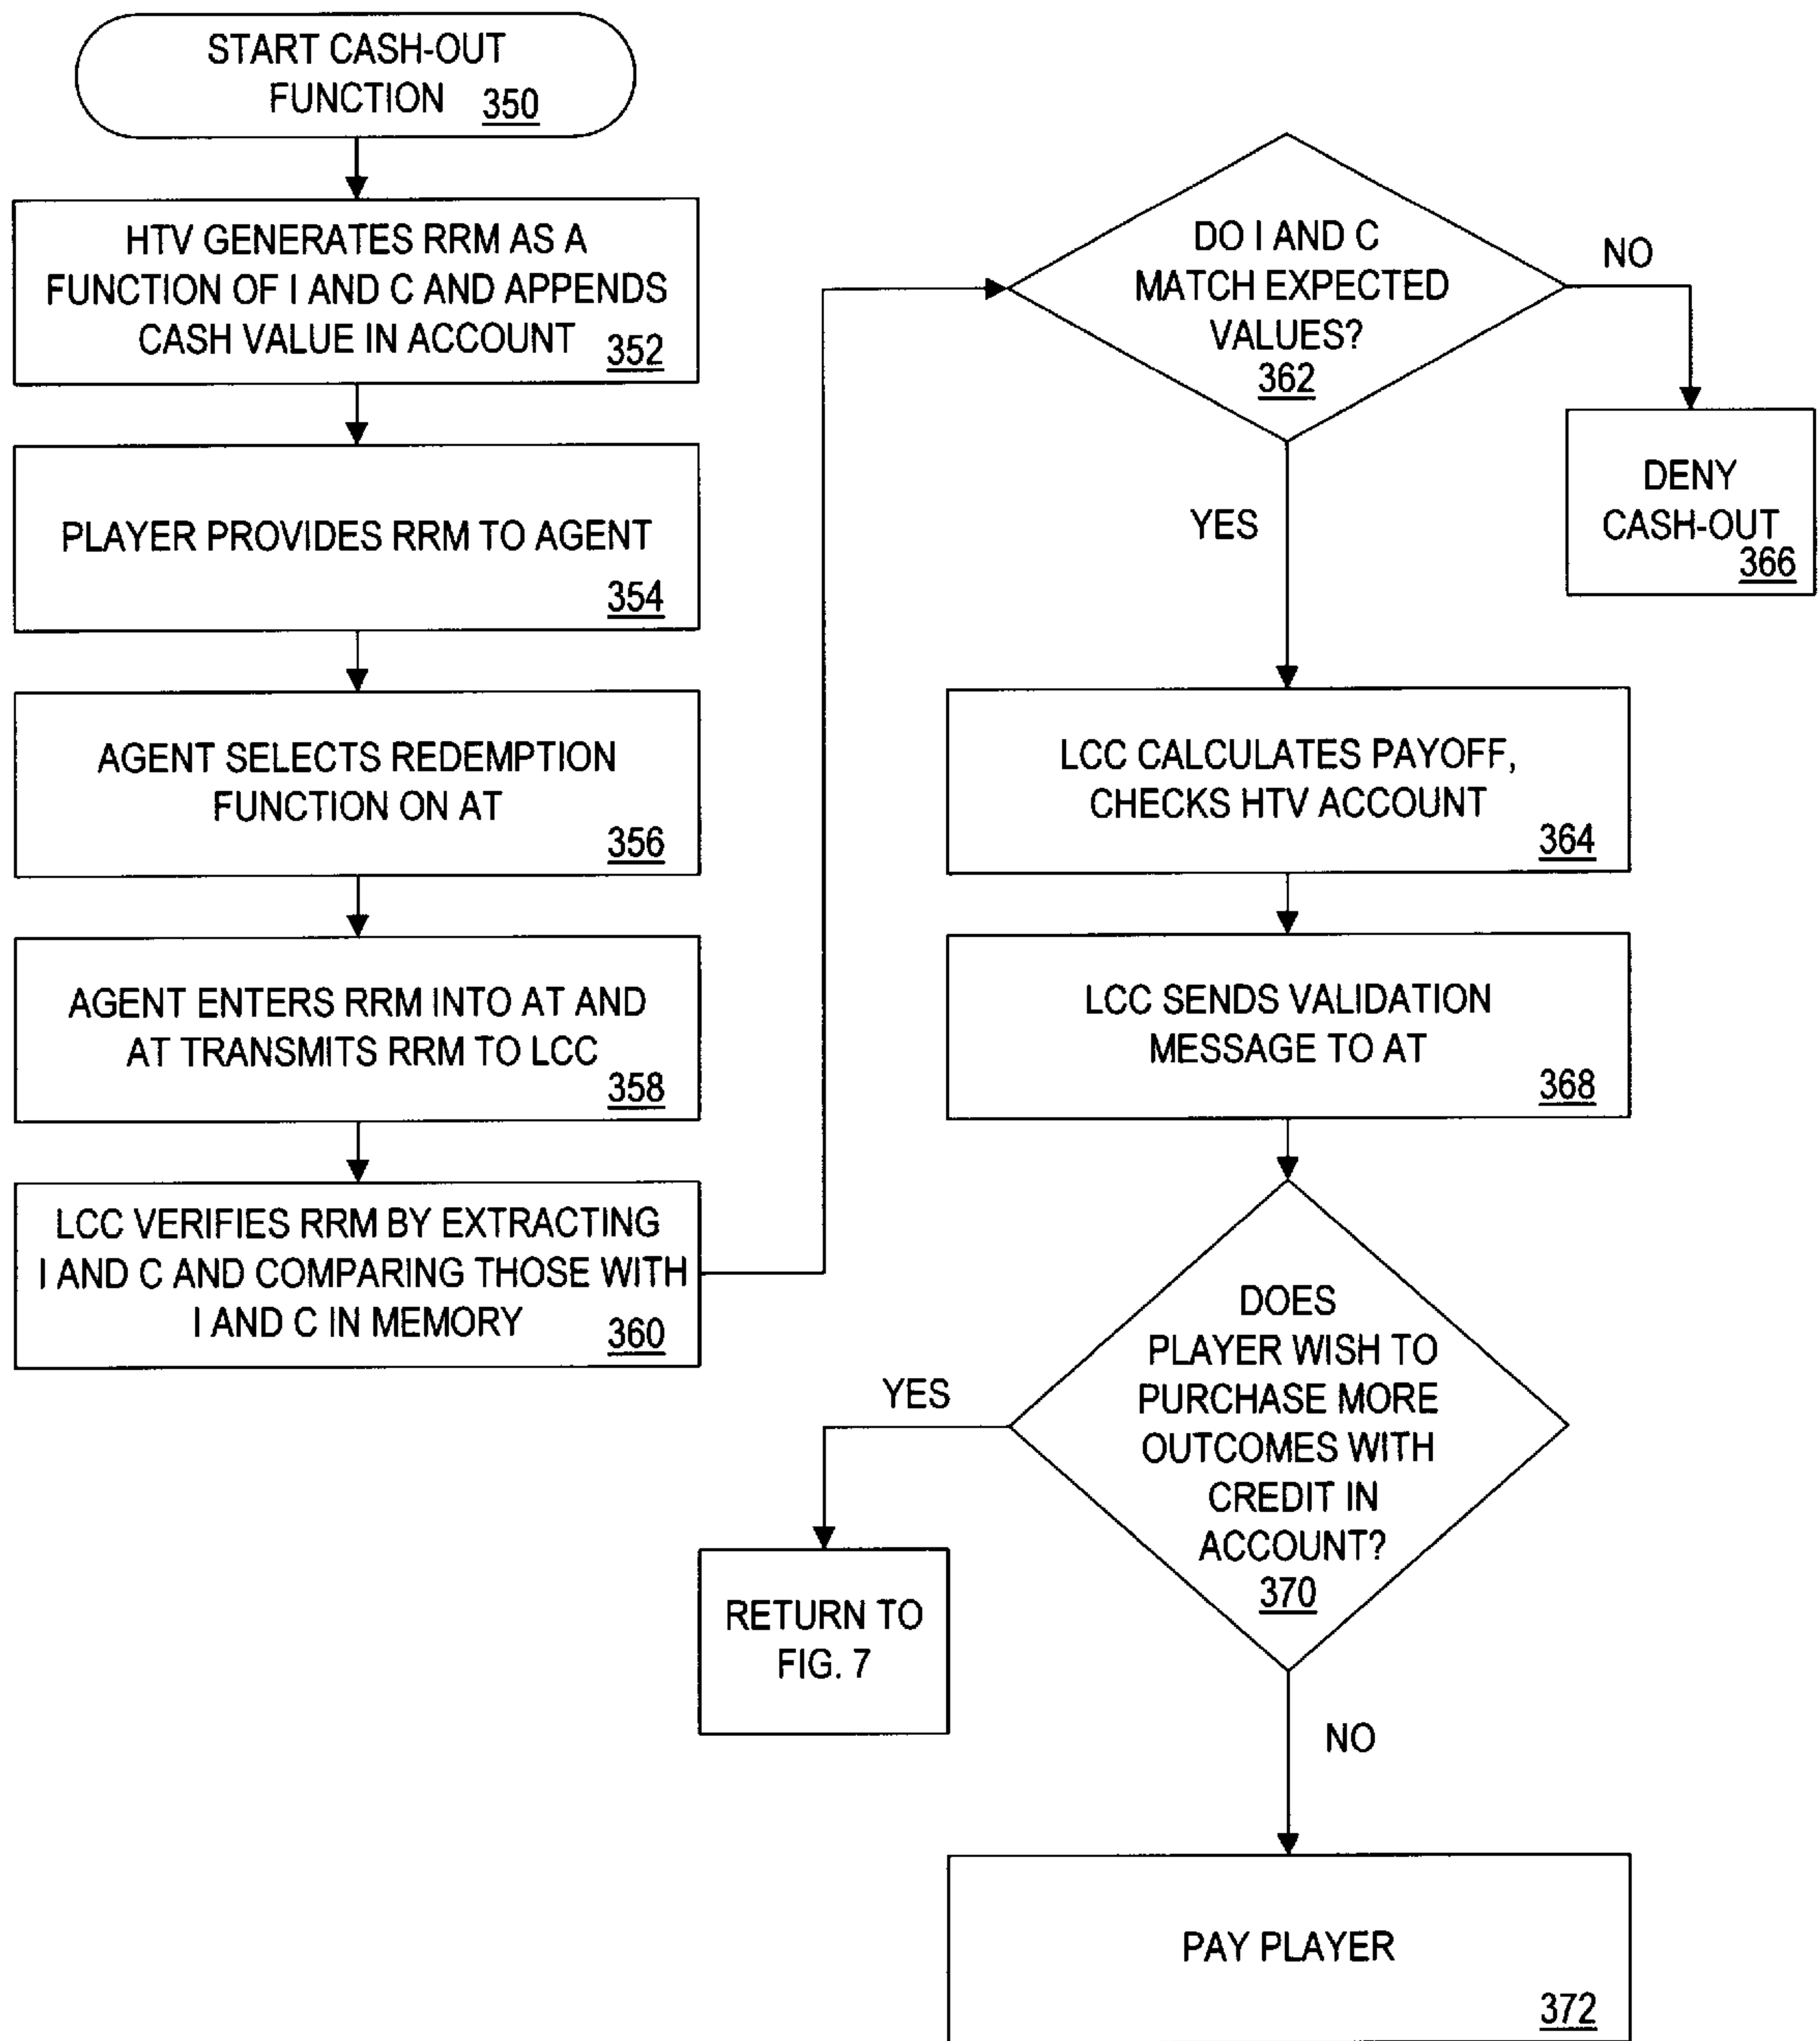 START CASH-OUT
FUNCTION 350
HTV GENERATES RRM AS A
FUNCTION OF I AND C AND APPENDS
CASH VALUE IN ACCOUNT 352
PLAYER PROVIDES RRM TO AGENT
354
AGENT SELECTS REDEMPTION
FUNCTION ON AT
356
AGENT ENTERS RRM INTO AT AND
AT TRANSMITS RRM TO LCC
358
LCC VERIFIES RRM BY EXTRACTING
I AND C AND COMPARING THOSE WITH
I AND C IN MEMORY 360
DO I AND C
MATCH EXPECTED
VALUES?
362
NO
DENY
CASH-OUT
366
YES
LCC CALCULATES PAYOFF,
CHECKS HTV ACCOUNT
364
LCC SENDS VALIDATION
MESSAGE TO AT
368
DOES
PLAYER WISH TO
PURCHASE MORE
OUTCOMES WITH
CREDIT IN
ACCOUNT?
370
YES
RETURN TO
FIG. 7
NO
PAY PLAYER
372